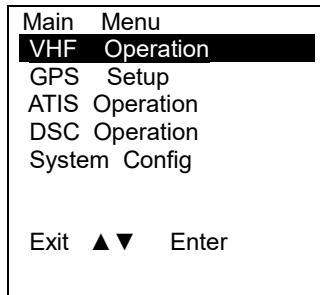 Main Menu
VHF Operation
GPS Setup
ATIS Operation
DSC Operation
System Config
Exit ▲▼ Enter